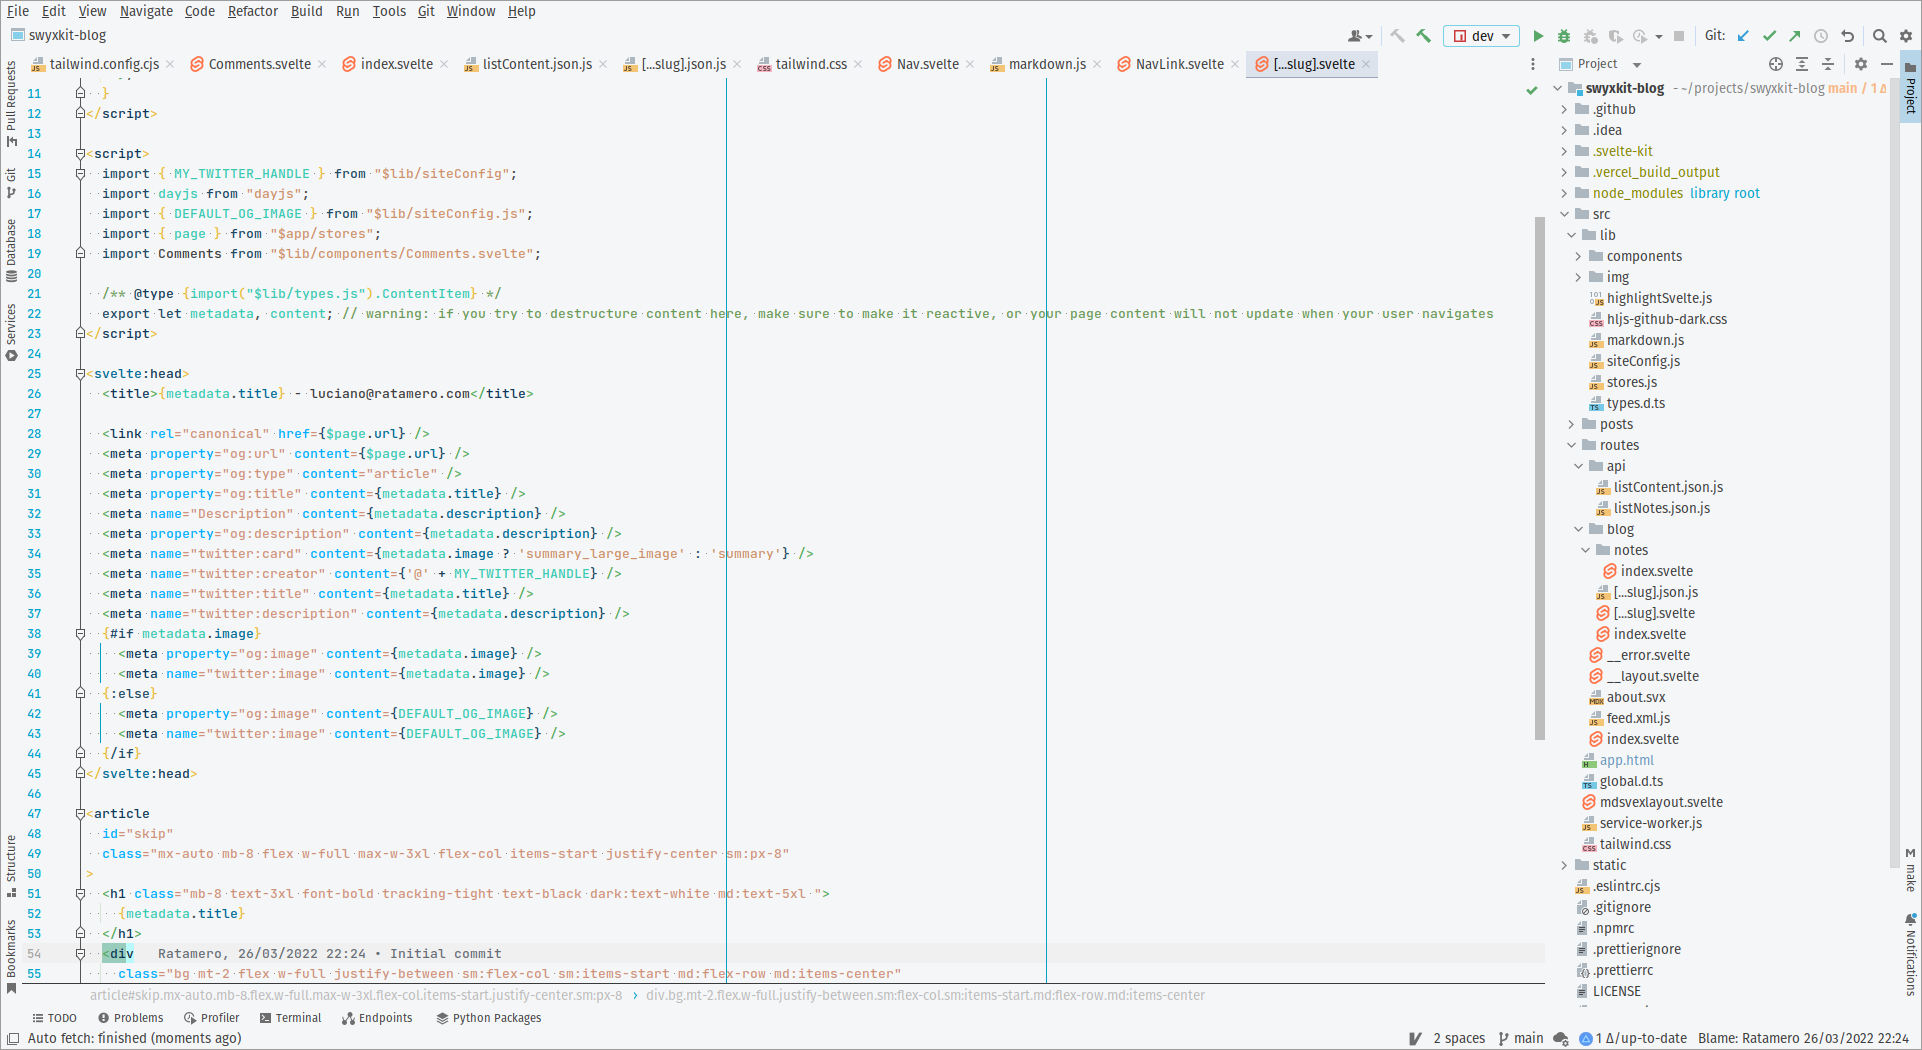 File Edit View Navigate Code Refactor Build Run Tools Git Window Help
swyxkit-blog
dev
Git:
tailwind.config.cjs Comments.svelte index.svelte listContent.json.js [...slug].json.js tailwind.css Nav.svelte markdown.js NavLink.svelte [...slug].svelte
Project
Pull Requests
Git
Database
Services
Structure
Bookmarks
11 }
12 </script>
13
14 <script>
15 import { MY_TWITTER_HANDLE } from "$lib/siteConfig";
16 import dayjs from "dayjs";
17 import { DEFAULT_OG_IMAGE } from "$lib/siteConfig.js";
18 import { page } from "$app/stores";
19 import Comments from "$lib/components/Comments.svelte";
20
21 /** @type {import("$lib/types.js").ContentItem} */
22 export let metadata, content; // warning: if you try to destructure content here, make sure to make it reactive, or your page content will not update when your user navigates
23 </script>
24
25 <svelte:head>
26 <title>{metadata.title} - luciano@ratamero.com</title>
27
28 <link rel="canonical" href={$page.url} />
29 <meta property="og:url" content={$page.url} />
30 <meta property="og:type" content="article" />
31 <meta property="og:title" content={metadata.title} />
32 <meta name="Description" content={metadata.description} />
33 <meta property="og:description" content={metadata.description} />
34 <meta name="twitter:card" content={metadata.image ? 'summary_large_image' : 'summary'} />
35 <meta name="twitter:creator" content={'@' + MY_TWITTER_HANDLE} />
36 <meta name="twitter:title" content={metadata.title} />
37 <meta name="twitter:description" content={metadata.description} />
38 {#if metadata.image}
39 <meta property="og:image" content={metadata.image} />
40 <meta name="twitter:image" content={metadata.image} />
41 {:else}
42 <meta property="og:image" content={DEFAULT_OG_IMAGE} />
43 <meta name="twitter:image" content={DEFAULT_OG_IMAGE} />
44 {/if}
45 </svelte:head>
46
47 <article
48 id="skip"
49 class="mx-auto mb-8 flex w-full max-w-3xl flex-col items-start justify-center sm:px-8"
50 >
51 <h1 class="mb-8 text-3xl font-bold tracking-tight text-black dark:text-white md:text-5xl ">
52 {metadata.title}
53 </h1>
54 <div Ratamero, 26/03/2022 22:24 • Initial commit
55 class="bg mt-2 flex w-full justify-between sm:flex-col sm:items-start md:flex-row md:items-center"
article#skip.mx-auto.mb-8.flex.w-full.max-w-3xl.flex-col.items-start.justify-center.sm:px-8 › div.bg.mt-2.flex.w-full.justify-between.sm:flex-col.sm:items-start.md:flex-row.md:items-center
swyxkit-blog - ~/projects/swyxkit-blog main / 1 Δ
.github
.idea
.svelte-kit
.vercel_build_output
node_modules library root
src
lib
components
img
highlightSvelte.js
hljs-github-dark.css
markdown.js
siteConfig.js
stores.js
types.d.ts
posts
routes
api
listContent.json.js
listNotes.json.js
blog
notes
index.svelte
[...slug].json.js
[...slug].svelte
index.svelte
__error.svelte
__layout.svelte
about.svx
feed.xml.js
index.svelte
app.html
global.d.ts
mdsvexlayout.svelte
service-worker.js
tailwind.css
static
.eslintrc.cjs
.gitignore
.npmrc
.prettierignore
.prettierrc
LICENSE
Project
make
Notifications
TODO Problems Profiler Terminal Endpoints Python Packages
Auto fetch: finished (moments ago)
2 spaces main 1 Δ/up-to-date Blame: Ratamero 26/03/2022 22:24